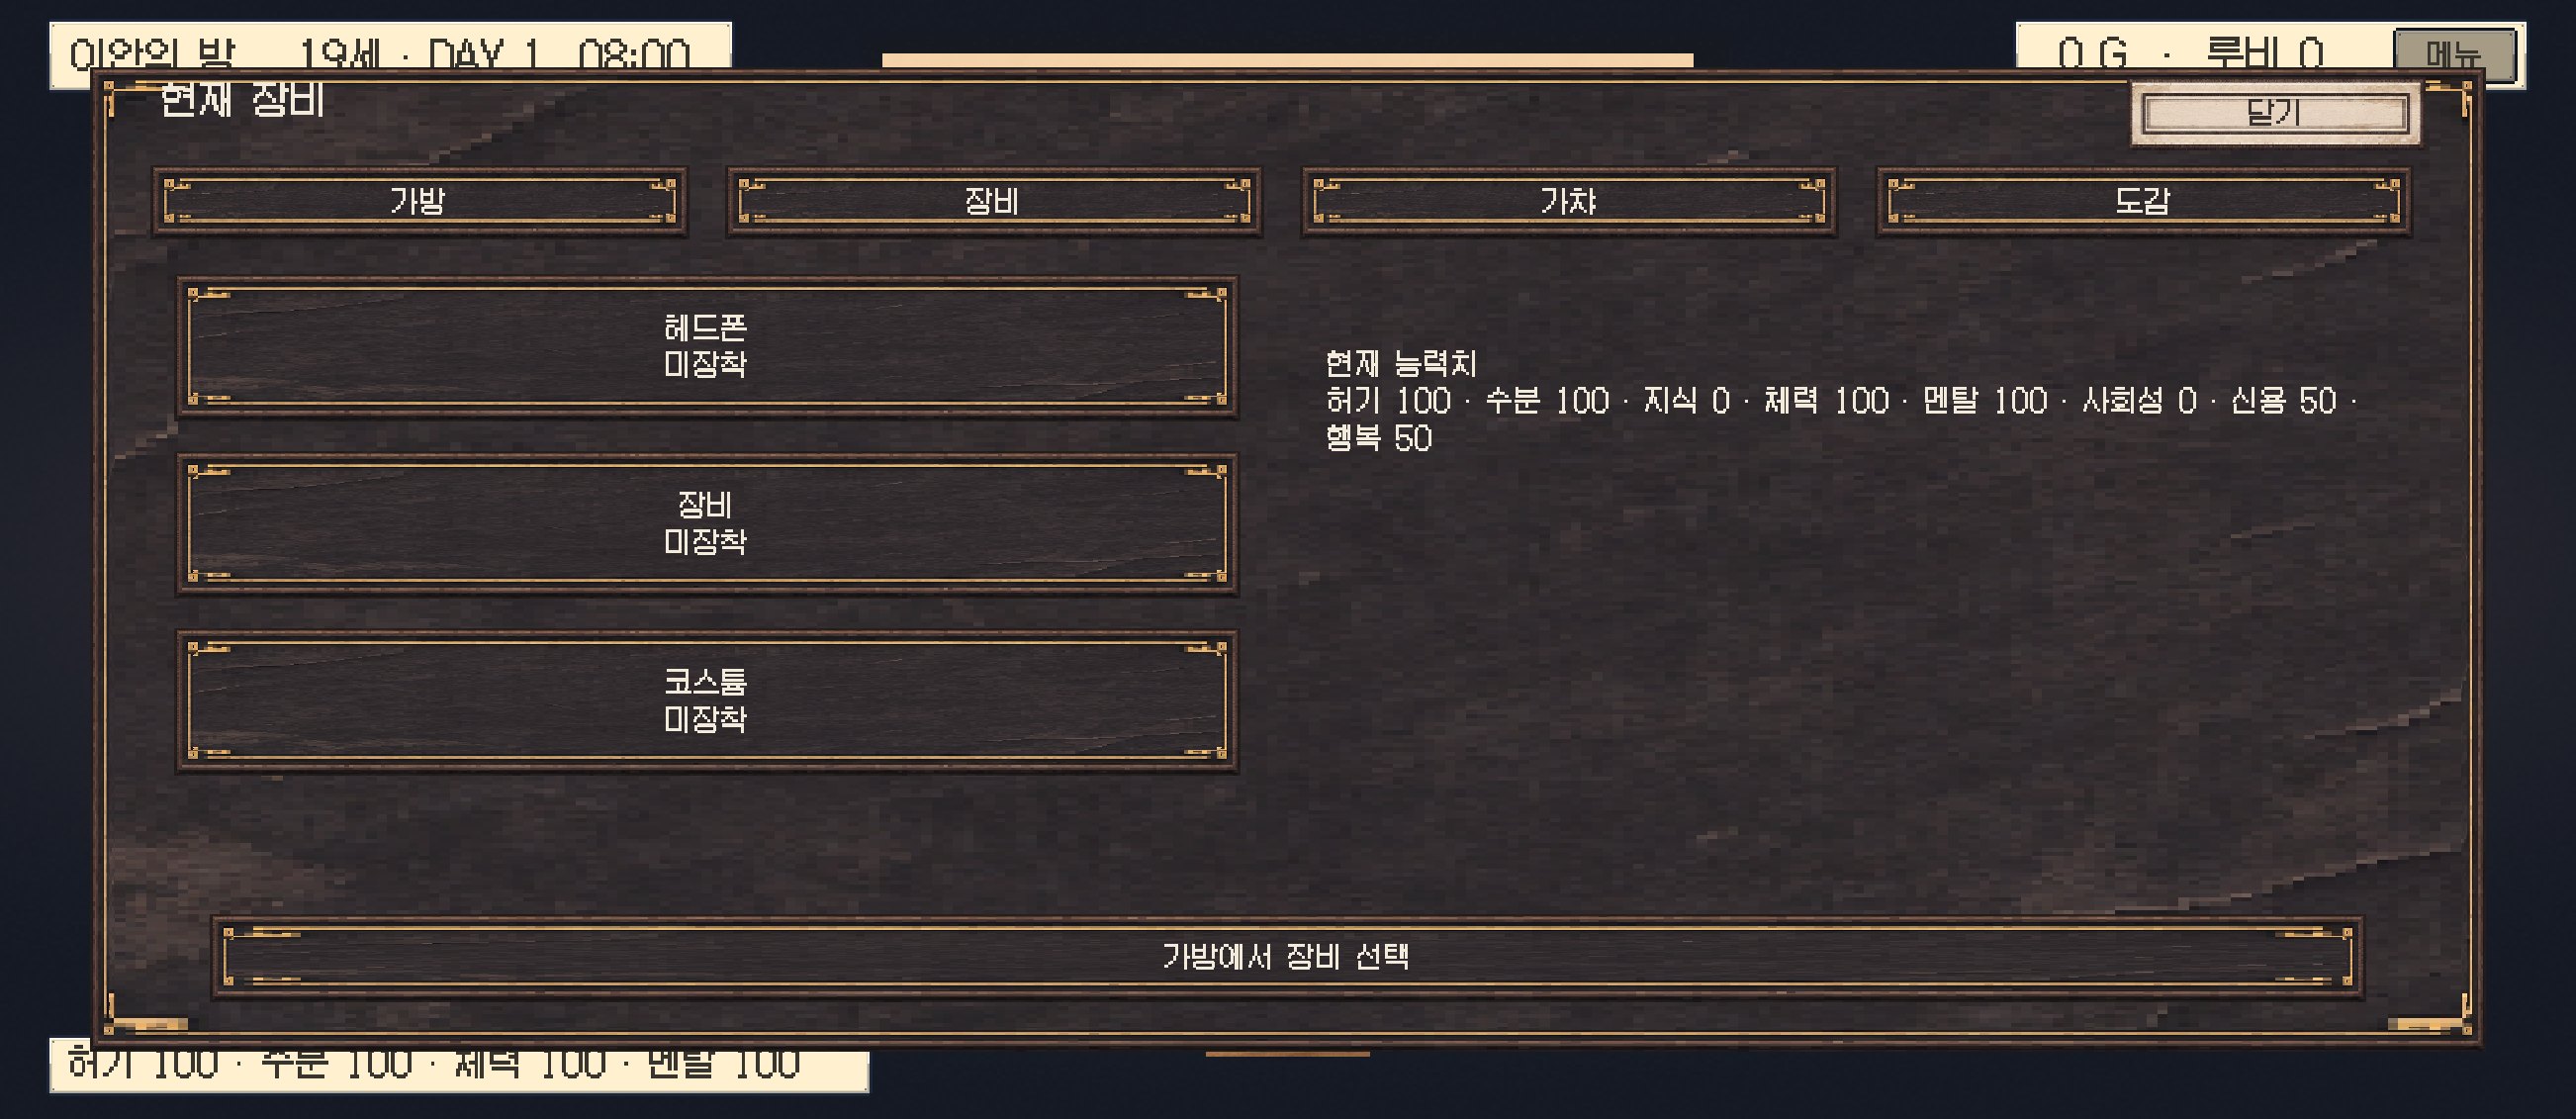 이안의 방 19세 · DAY 1 08:00
0 G · 루비 0
메뉴
현재 장비
닫기
가방
장비
가챠
도감
헤드폰
미장착
현재 능력치
허기 100 · 수분 100 · 지식 0 · 체력 100 · 멘탈 100 · 사회성 0 · 신용 50 ·
행복 50
장비
미장착
코스튬
미장착
가방에서 장비 선택
허기 100 · 수분 100 · 체력 100 · 멘탈 100